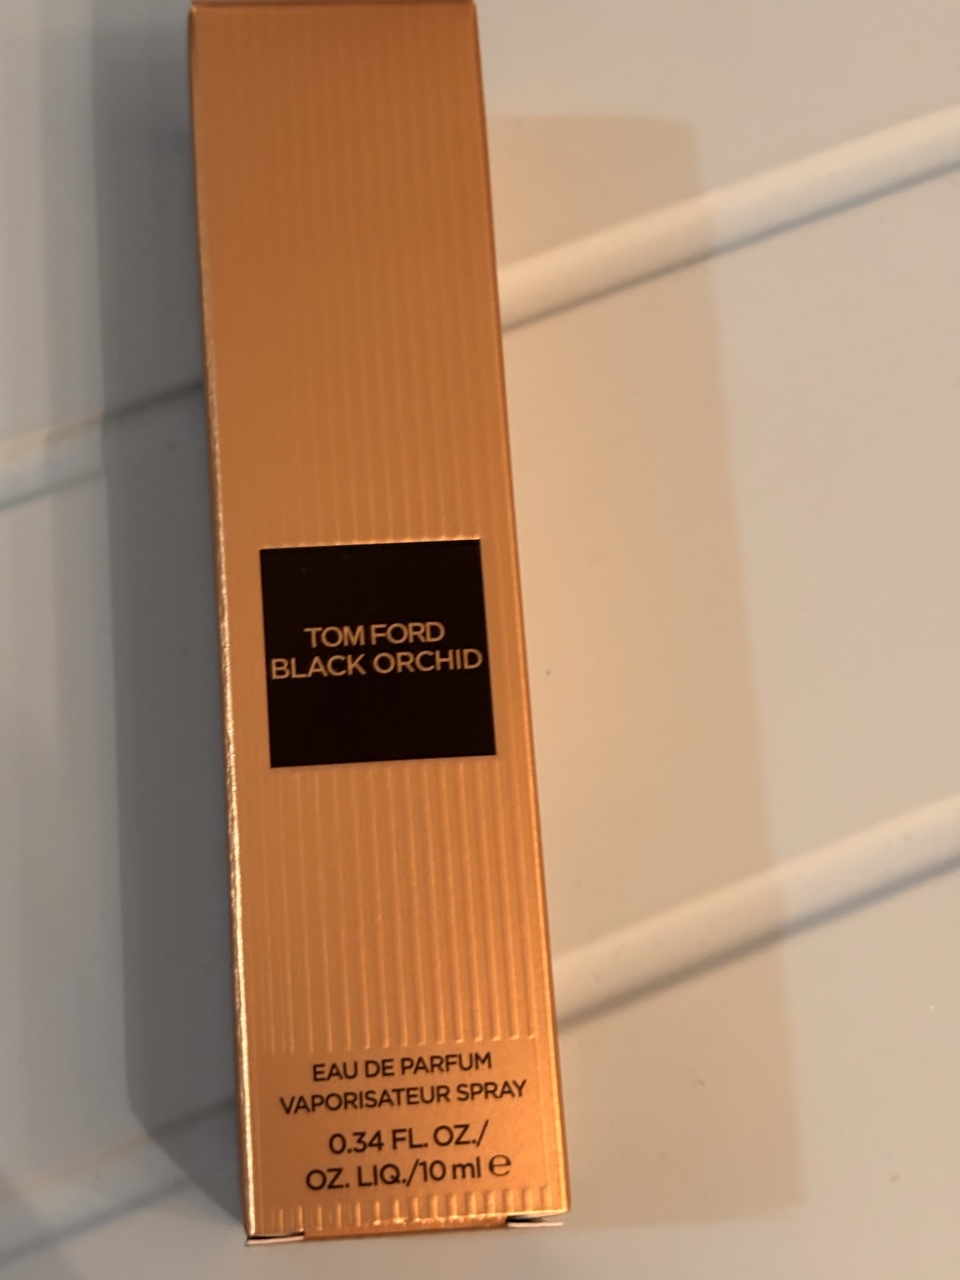 TOM FORD
BLACK ORCHID
EAU DE PARFUM
VAPORISATEUR SPRAY
0.34 FL. OZ./
OZ. LIQ./10 ml ℮